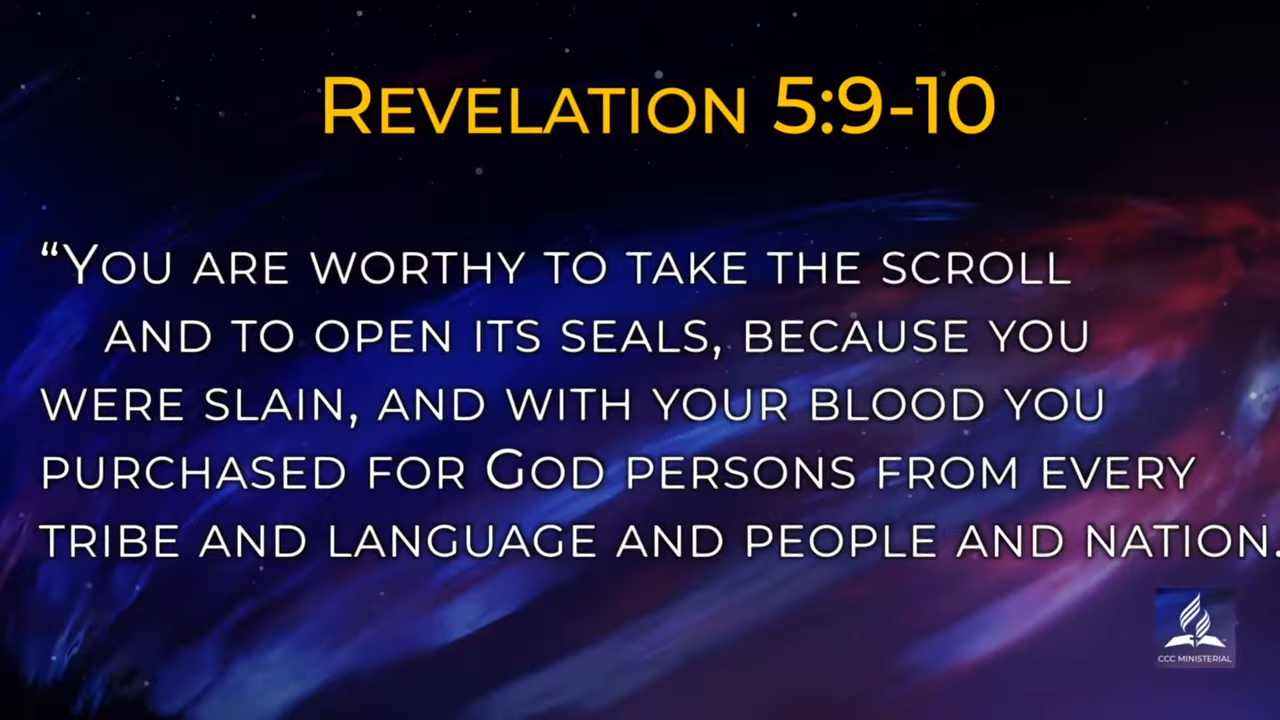 Revelation 5:9-10
“You are worthy to take the scroll
and to open its seals, because you
were slain, and with your blood you
purchased for God persons from every
tribe and language and people and nation.
CCC MINISTERIAL